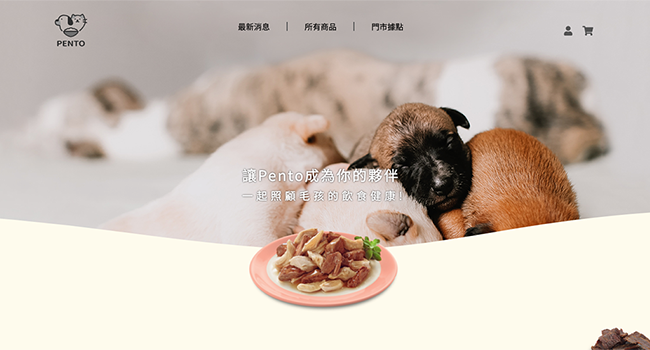 PENTO
最新消息
所有商品
門市據點
讓Pento成為你的夥伴
一起照顧毛孩的飲食健康!